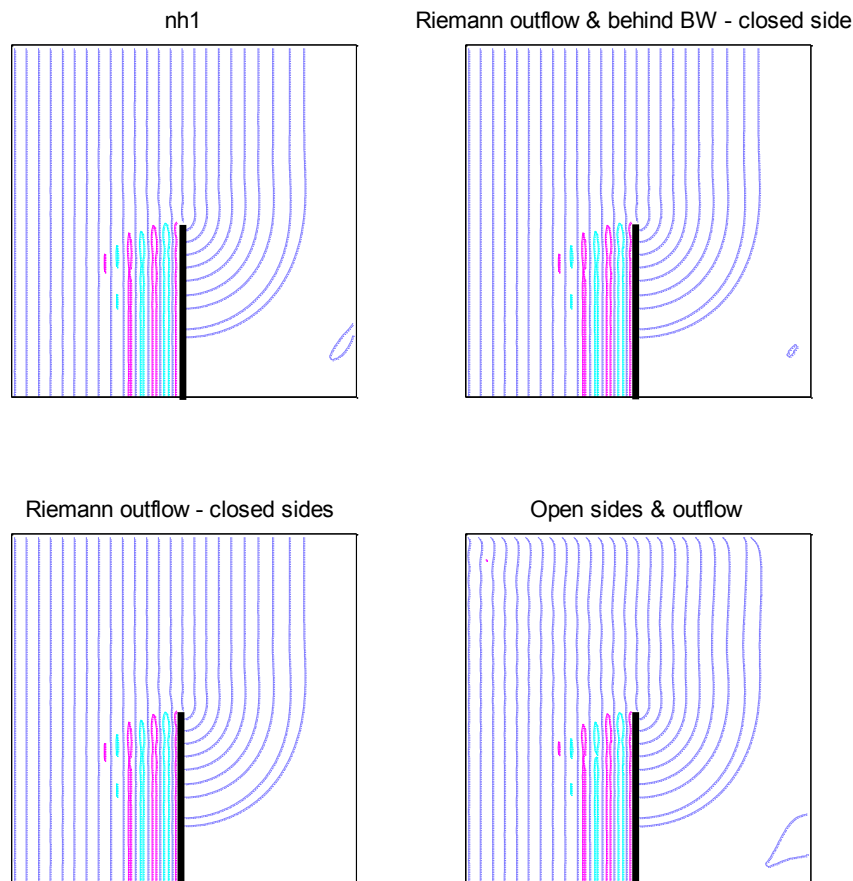 nh1
Riemann outflow & behind BW - closed side
Riemann outflow - closed sides
Open sides & outflow